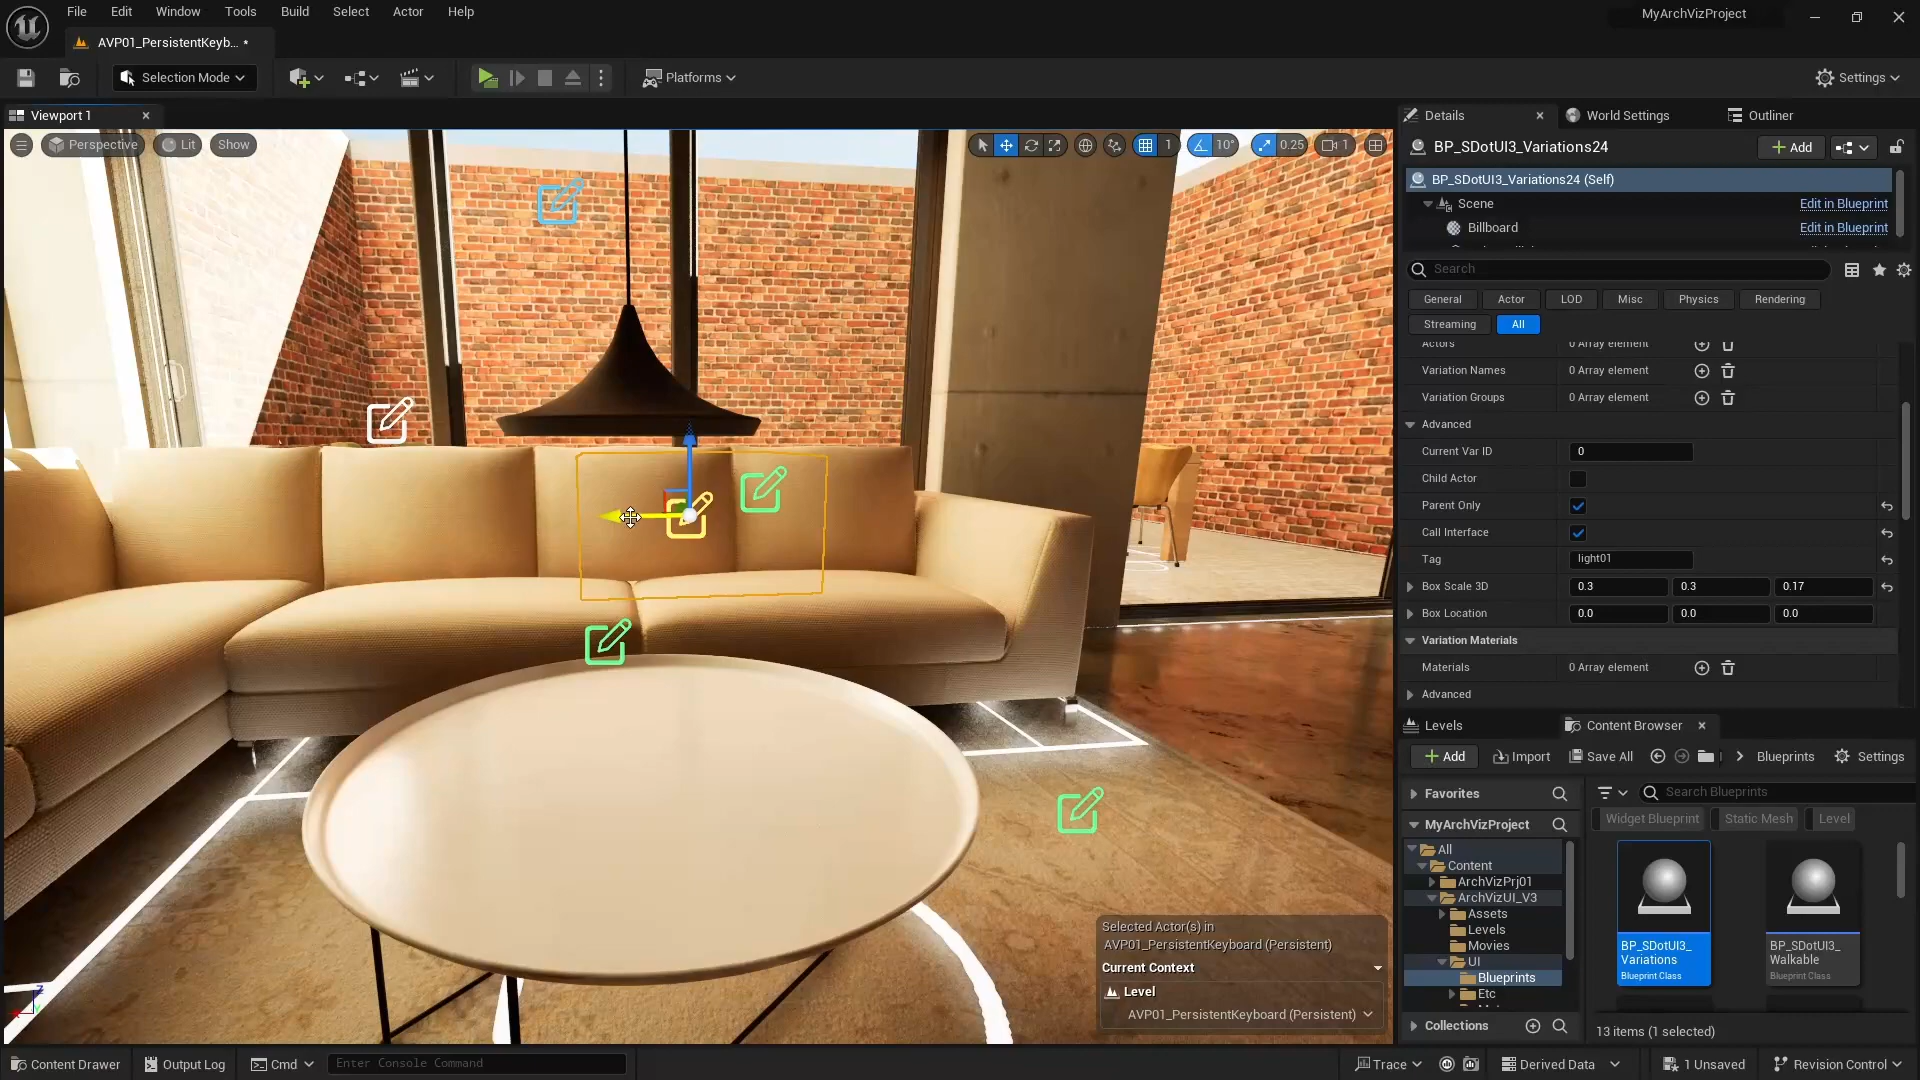 File Edit Window Tools Build Select Actor Help
MyArchVizProject
AVP01_PersistentKeyb... •
Selection Mode
Platforms
Settings
Viewport 1
Perspective Lit Show
1 10° 0.25 1
Details World Settings Outliner
BP_SDotUI3_Variations24
+ Add
BP_SDotUI3_Variations24 (Self)
Scene Edit in Blueprint
Billboard Edit in Blueprint
Search
General Actor LOD Misc Physics Rendering
Streaming All
Actors 0 Array element
Variation Names 0 Array element
Variation Groups 0 Array element
Advanced
Current Var ID 0
Child Actor
Parent Only
Call Interface
Tag light01
Box Scale 3D 0.3 0.3 0.17
Box Location 0.0 0.0 0.0
Variation Materials
Materials 0 Array element
Advanced
Levels Content Browser
+ Add Import Save All Blueprints Settings
Favorites
Search Blueprints
MyArchVizProject
Widget Blueprint Static Mesh Level
All
Content
ArchVizPrj01
ArchVizUI_V3
Assets
Levels
Movies
UI
Blueprints
Etc
BP_SDotUI3_
Variations
Blueprint Class
BP_SDotUI3_
Walkable
Blueprint Class
Collections
13 items (1 selected)
Selected Actor(s) in
AVP01_PersistentKeyboard (Persistent)
Current Context
Level
AVP01_PersistentKeyboard (Persistent)
Z
Content Drawer Output Log Cmd Enter Console Command
Trace Derived Data 1 Unsaved Revision Control